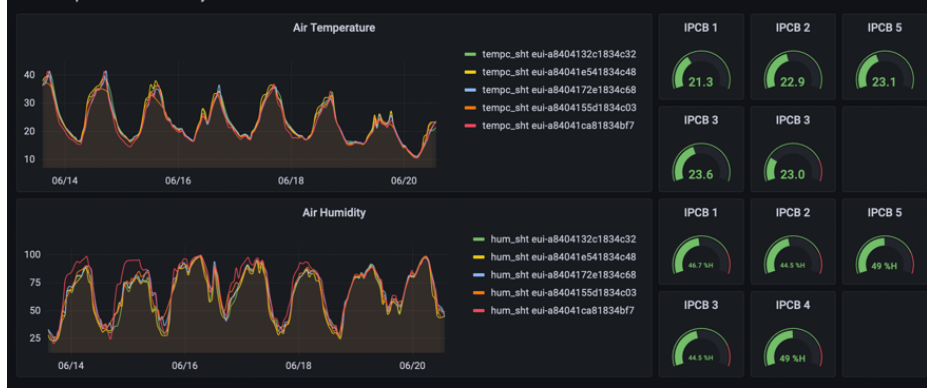 Air Temperature
40
30
20
10
06/14
06/16
06/18
06/20
tempc_sht eui-a8404132c1834c32
tempc_sht eui-a84041e541834c48
tempc_sht eui-a8404172e1834c68
tempc_sht eui-a8404155d1834c03
tempc_sht eui-a84041ca81834bf7
IPCB 1
21.3
IPCB 2
22.9
IPCB 5
23.1
IPCB 3
23.6
IPCB 3
23.0
Air Humidity
100
75
50
25
06/14
06/16
06/18
06/20
hum_sht eui-a8404132c1834c32
hum_sht eui-a84041e541834c48
hum_sht eui-a8404172e1834c68
hum_sht eui-a8404155d1834c03
hum_sht eui-a84041ca81834bf7
IPCB 1
46.7 %H
IPCB 2
44.5 %H
IPCB 5
49 %H
IPCB 3
44.5 %H
IPCB 4
49 %H